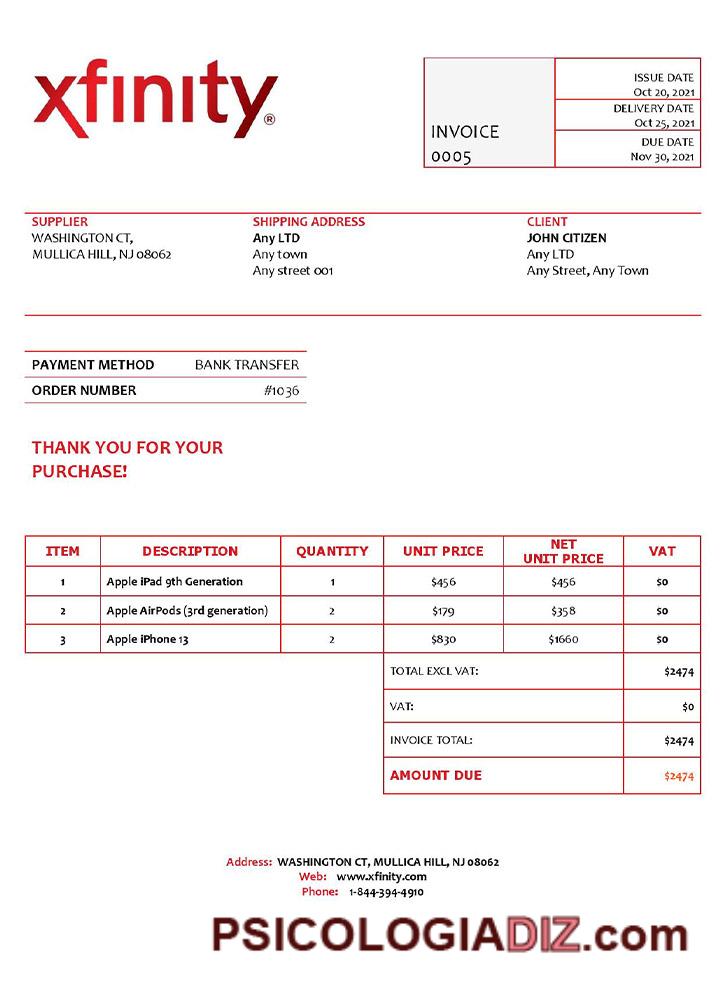 xfinity®
INVOICE
0005
ISSUE DATE
Oct 20, 2021
DELIVERY DATE
Oct 25, 2021
DUE DATE
Nov 30, 2021
SUPPLIER
WASHINGTON CT,
MULLICA HILL, NJ 08062
SHIPPING ADDRESS
Any LTD
Any town
Any street 001
CLIENT
JOHN CITIZEN
Any LTD
Any Street, Any Town
PAYMENT METHOD BANK TRANSFER
ORDER NUMBER #1036
THANK YOU FOR YOUR
PURCHASE!
ITEM DESCRIPTION QUANTITY UNIT PRICE NET UNIT PRICE VAT
1 Apple iPad 9th Generation 1 $456 $456 $0
2 Apple AirPods (3rd generation) 2 $179 $358 $0
3 Apple iPhone 13 2 $830 $1660 $0
TOTAL EXCL VAT: $2474
VAT: $0
INVOICE TOTAL: $2474
AMOUNT DUE $2474
Address: WASHINGTON CT, MULLICA HILL, NJ 08062
Web: www.xfinity.com
Phone: 1-844-394-4910
PSICOLOGIADIZ.com